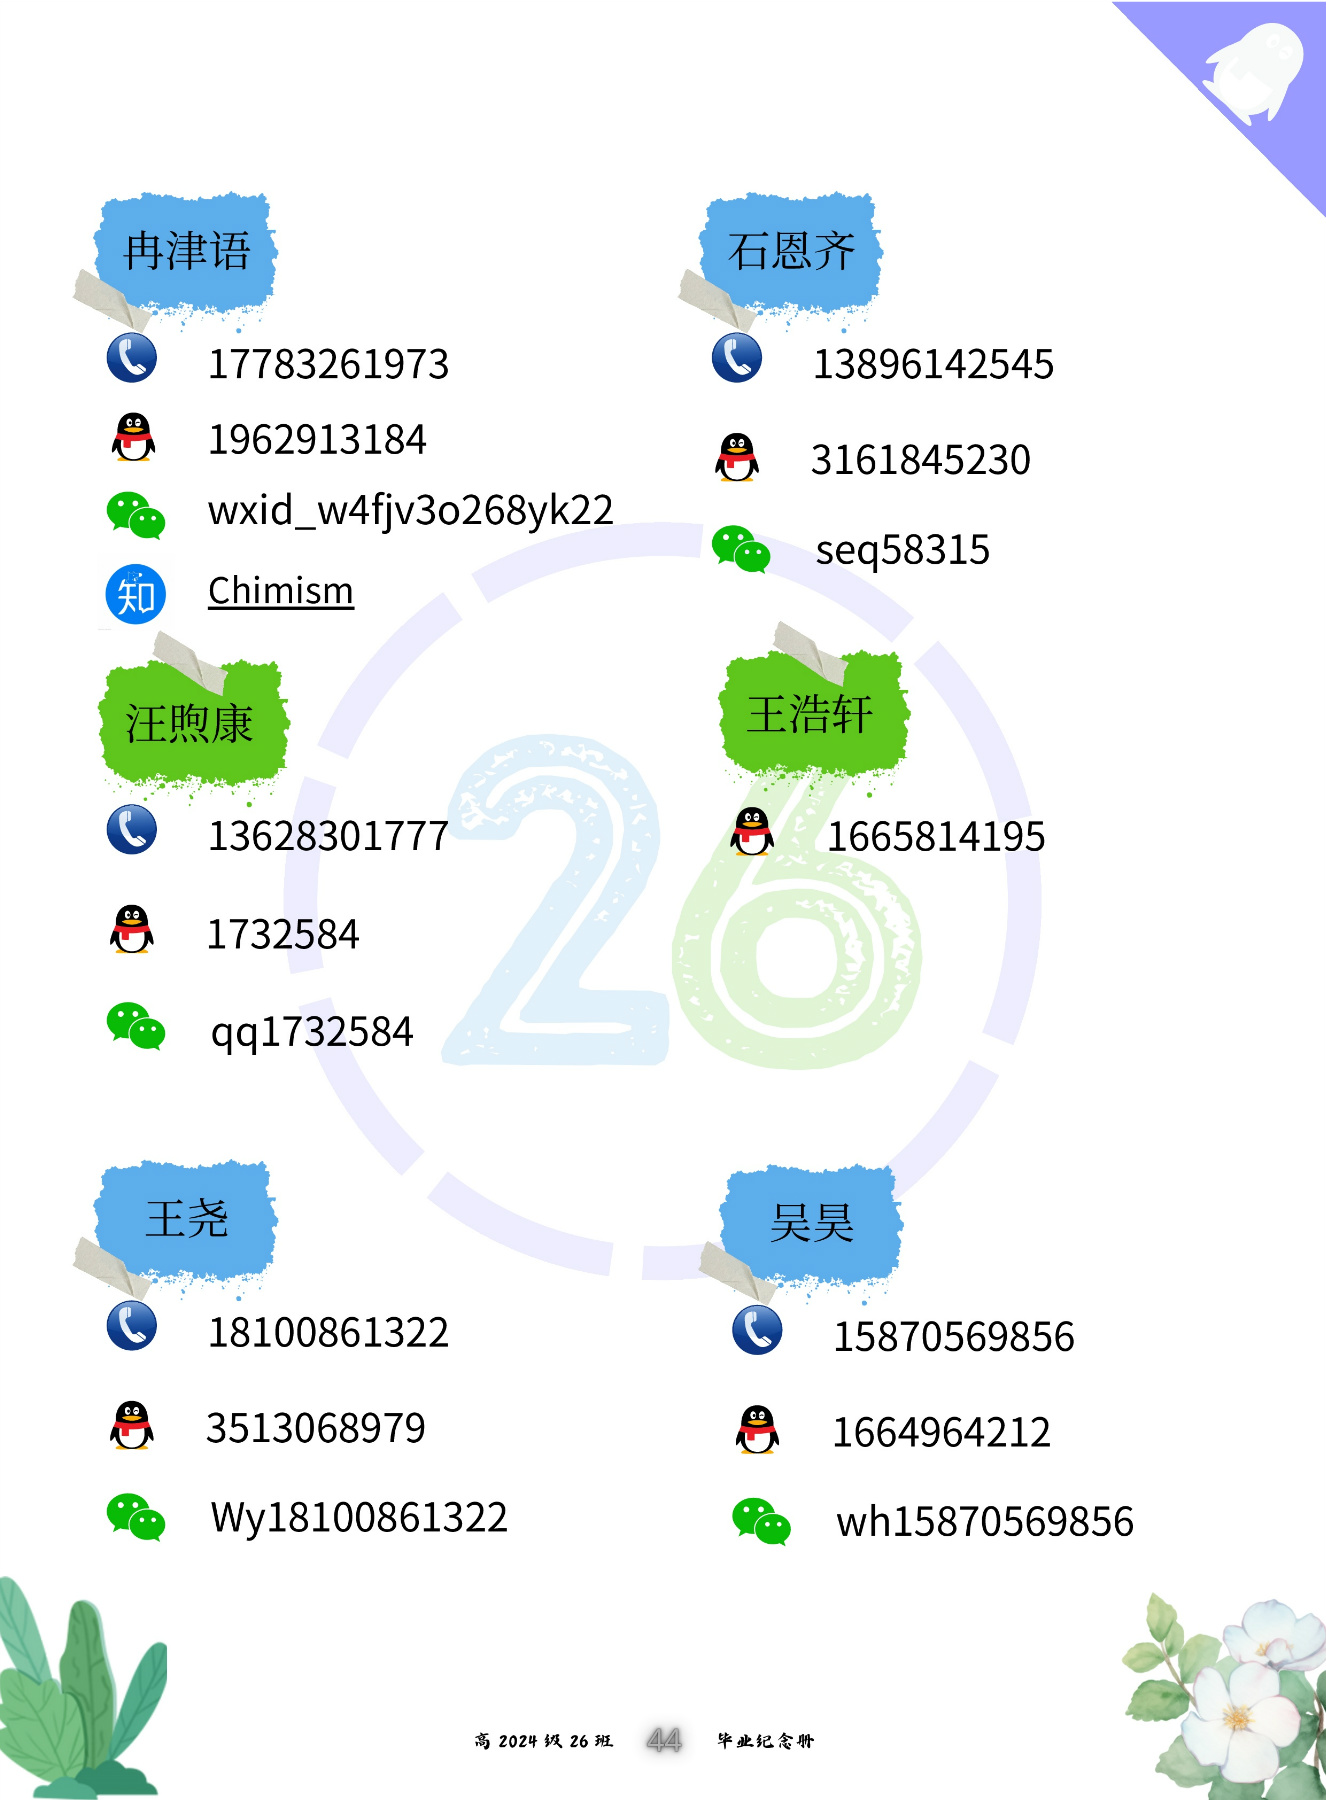 冉津语
17783261973
1962913184
wxid_w4fjv3o268yk22
知
Chimism
石恩齐
13896142545
3161845230
seq58315
汪煦康
13628301777
1732584
qq1732584
王浩轩
1665814195
26
王尧
18100861322
3513068979
Wy18100861322
吴昊
15870569856
1664964212
wh15870569856
高 2024 级 26 班 44 毕业纪念册